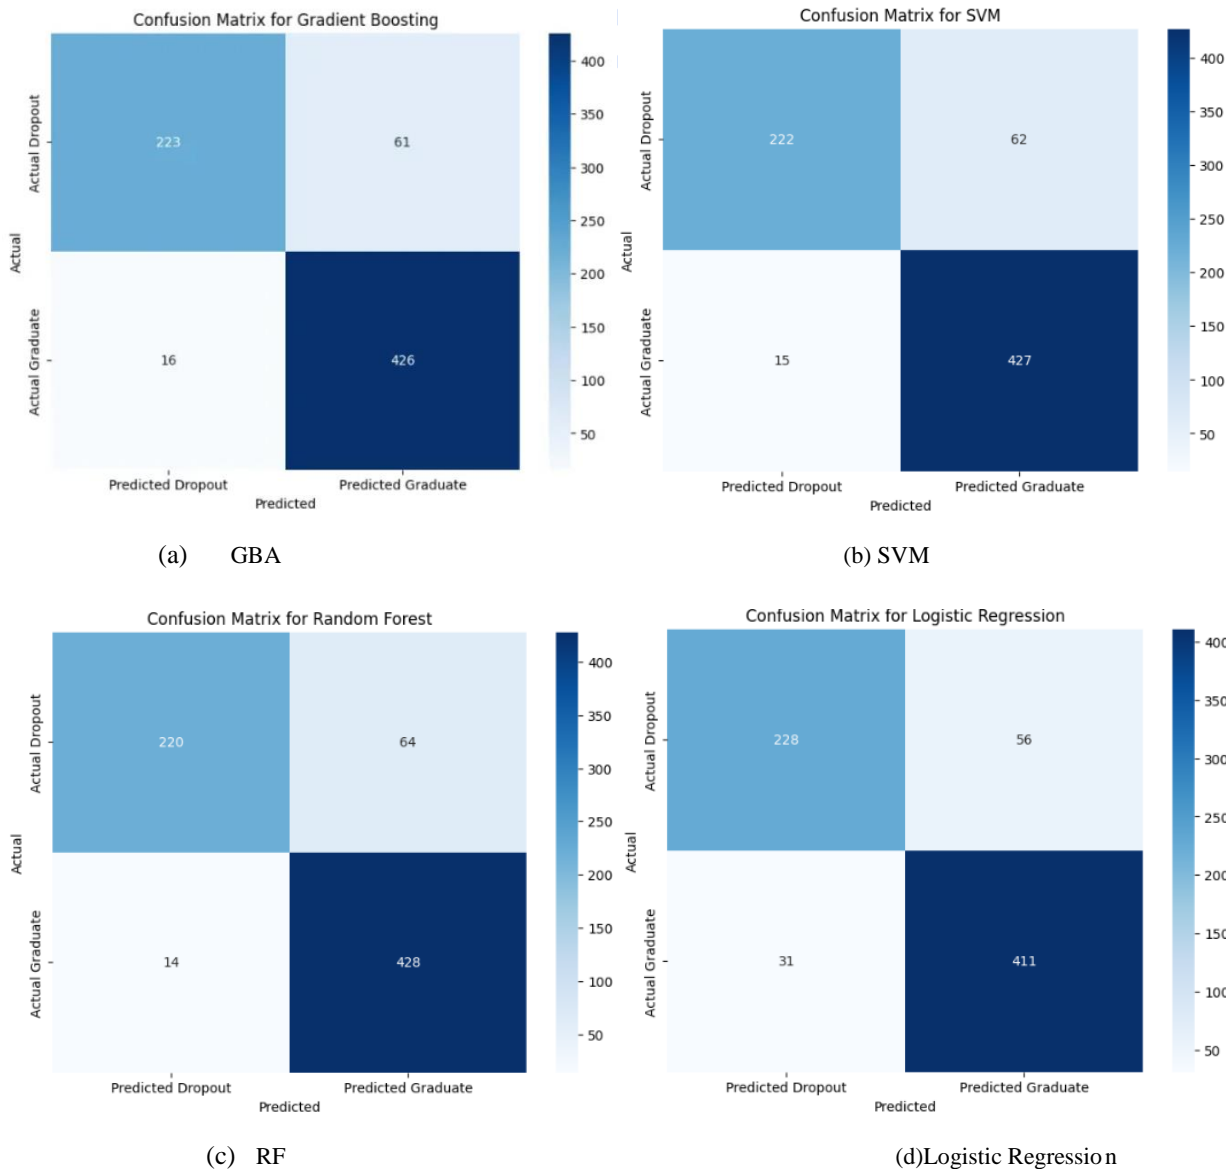 Confusion Matrix for Gradient Boosting
Actual
Actual Dropout
Actual Graduate
223
61
16
426
Predicted Dropout
Predicted Graduate
Predicted
400
350
300
250
200
150
100
50
(a) GBA
Confusion Matrix for SVM
Actual
Actual Dropout
Actual Graduate
222
62
15
427
Predicted Dropout
Predicted Graduate
Predicted
400
350
300
250
200
150
100
50
(b) SVM
Confusion Matrix for Random Forest
Actual
Actual Dropout
Actual Graduate
220
64
14
428
Predicted Dropout
Predicted Graduate
Predicted
400
350
300
250
200
150
100
50
(c) RF
Confusion Matrix for Logistic Regression
Actual
Actual Dropout
Actual Graduate
228
56
31
411
Predicted Dropout
Predicted Graduate
Predicted
400
350
300
250
200
150
100
50
(d)Logistic Regression